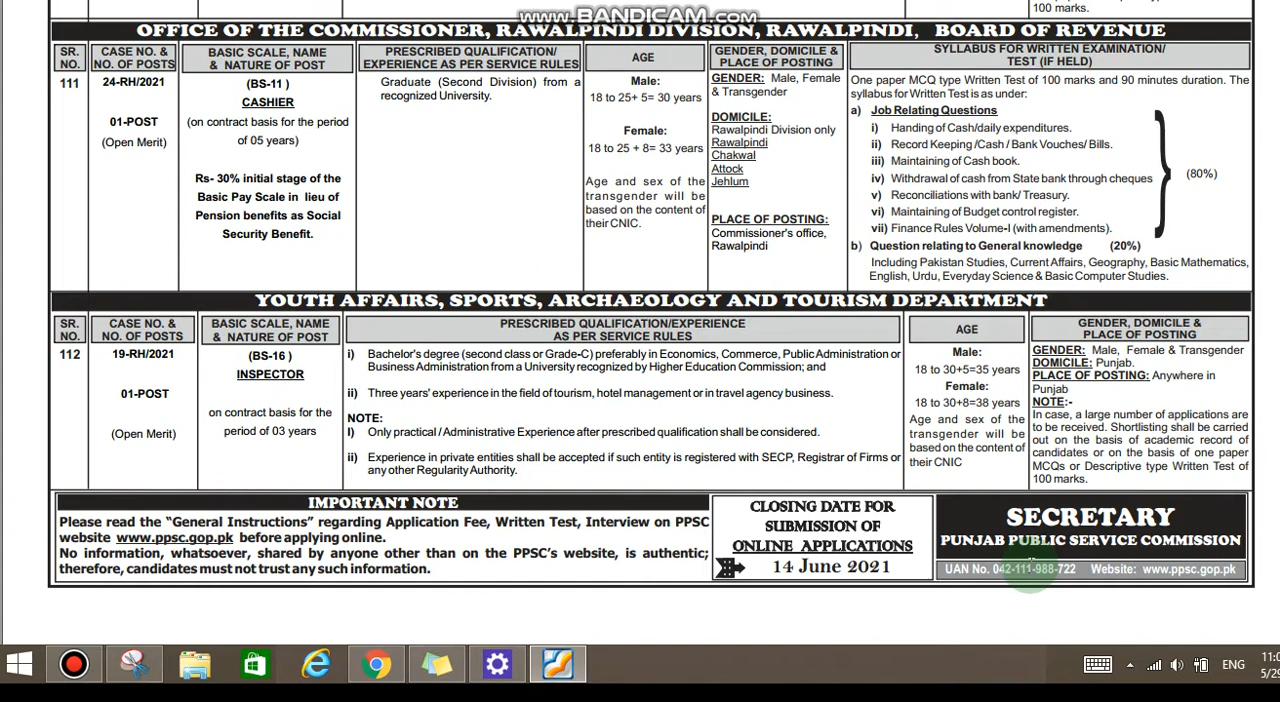 www.BANDICAM.com
100 marks.
OFFICE OF THE COMMISSIONER, RAWALPINDI DIVISION, RAWALPINDI, BOARD OF REVENUE
SR. NO.
CASE NO. & NO. OF POSTS
BASIC SCALE, NAME & NATURE OF POST
PRESCRIBED QUALIFICATION/ EXPERIENCE AS PER SERVICE RULES
AGE
GENDER, DOMICILE & PLACE OF POSTING
SYLLABUS FOR WRITTEN EXAMINATION/ TEST (IF HELD)
111
24-RH/2021
01-POST
(Open Merit)
(BS-11)
CASHIER
(on contract basis for the period
of 05 years)
Rs- 30% initial stage of the
Basic Pay Scale in lieu of
Pension benefits as Social
Security Benefit.
Graduate (Second Division) from a
recognized University.
Male:
18 to 25+ 5= 30 years
Female:
18 to 25 + 8= 33 years
Age and sex of the
transgender will be
based on the content of
their CNIC.
GENDER: Male, Female
& Transgender
DOMICILE:
Rawalpindi Division only
Rawalpindi
Chakwal
Attock
Jehlum
PLACE OF POSTING:
Commissioner's office,
Rawalpindi
One paper MCQ type Written Test of 100 marks and 90 minutes duration. The
syllabus for Written Test is as under:
a) Job Relating Questions
i) Handing of Cash/daily expenditures.
ii) Record Keeping /Cash / Bank Vouches/ Bills.
iii) Maintaining of Cash book.
iv) Withdrawal of cash from State bank through cheques
v) Reconciliations with bank/ Treasury.
vi) Maintaining of Budget control register.
vii) Finance Rules Volume-I (with amendments).
(80%)
b) Question relating to General knowledge (20%)
Including Pakistan Studies, Current Affairs, Geography, Basic Mathematics,
English, Urdu, Everyday Science & Basic Computer Studies.
YOUTH AFFAIRS, SPORTS, ARCHAEOLOGY AND TOURISM DEPARTMENT
SR. NO.
CASE NO. & NO. OF POSTS
BASIC SCALE, NAME & NATURE OF POST
PRESCRIBED QUALIFICATION/EXPERIENCE AS PER SERVICE RULES
AGE
GENDER, DOMICILE & PLACE OF POSTING
112
19-RH/2021
01-POST
(Open Merit)
(BS-16 )
INSPECTOR
on contract basis for the
period of 03 years
i) Bachelor's degree (second class or Grade-C) preferably in Economics, Commerce, Public Administration or
Business Administration from a University recognized by Higher Education Commission; and
ii) Three years' experience in the field of tourism, hotel management or in travel agency business.
NOTE:
I) Only practical / Administrative Experience after prescribed qualification shall be considered.
ii) Experience in private entities shall be accepted if such entity is registered with SECP, Registrar of Firms or
any other Regularity Authority.
Male:
18 to 30+5=35 years
Female:
18 to 30+8=38 years
Age and sex of the
transgender will be
based on the content of
their CNIC
GENDER: Male, Female & Transgender
DOMICILE: Punjab.
PLACE OF POSTING: Anywhere in
Punjab
NOTE:-
In case, a large number of applications are
to be received. Shortlisting shall be carried
out on the basis of academic record of
candidates or on the basis of one paper
MCQs or Descriptive type Written Test of
100 marks.
IMPORTANT NOTE
Please read the "General Instructions" regarding Application Fee, Written Test, Interview on PPSC
website www.ppsc.gop.pk before applying online.
No information, whatsoever, shared by anyone other than on the PPSC's website, is authentic;
therefore, candidates must not trust any such information.
CLOSING DATE FOR
SUBMISSION OF
ONLINE APPLICATIONS
14 June 2021
SECRETARY
PUNJAB PUBLIC SERVICE COMMISSION
UAN No. 042-111-988-722 Website: www.ppsc.gop.pk
ENG
11:0
5/29